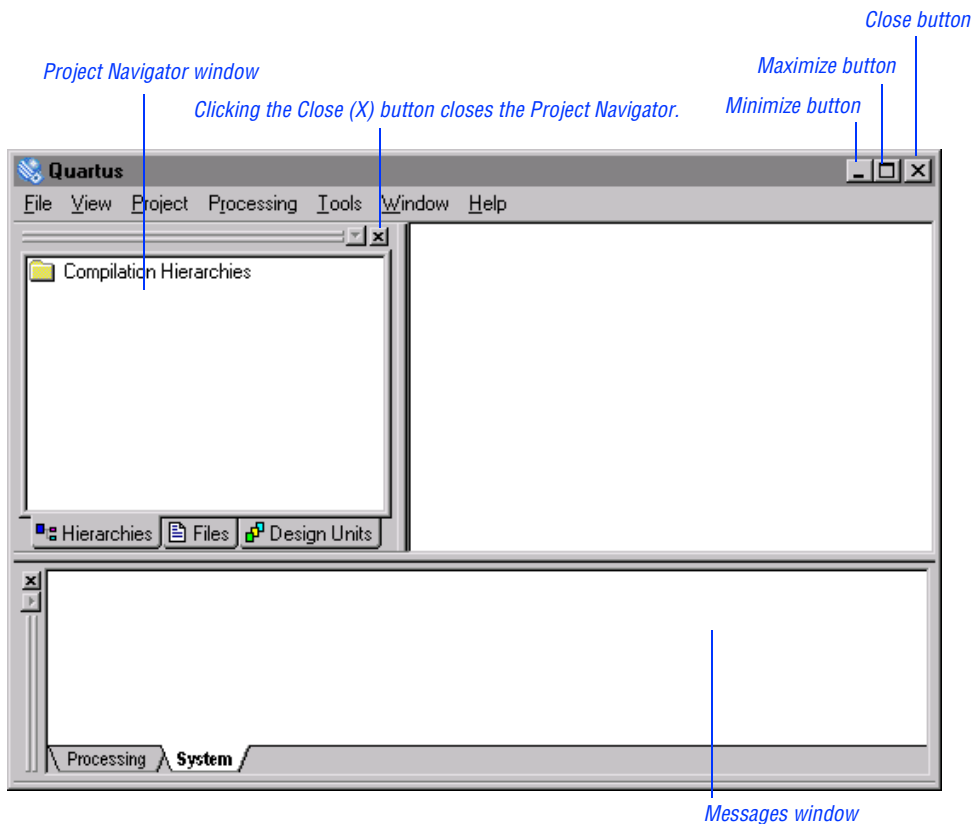 Close button
Project Navigator window
Maximize button
Clicking the Close (X) button closes the Project Navigator.
Minimize button
Quartus
File View Project Processing Tools Window Help
Compilation Hierarchies
Hierarchies Files Design Units
Processing System
Messages window